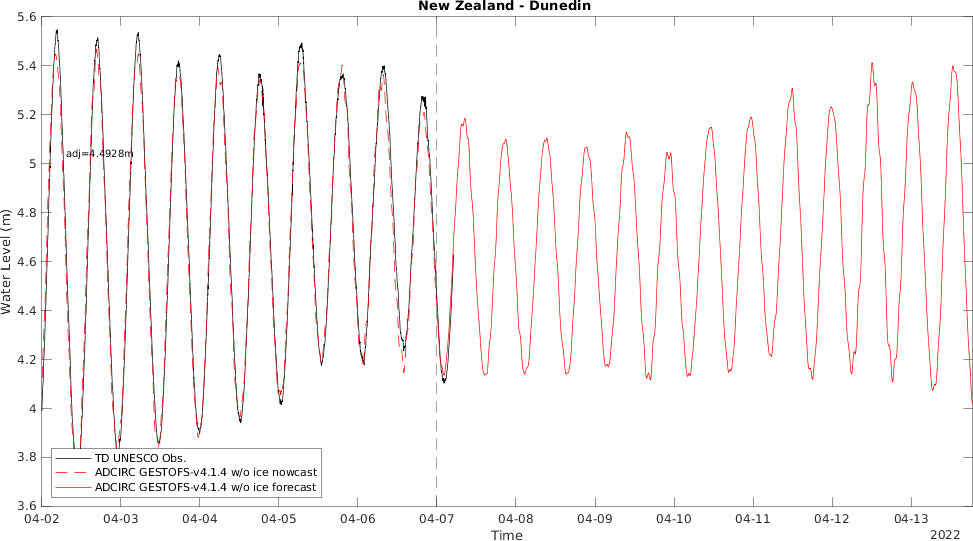 New Zealand - Dunedin
5.6
5.4
5.2
5
4.8
4.6
4.4
4.2
4
3.8
3.6
Water Level (m)
adj=4.4928m
TD UNESCO Obs.
ADCIRC GESTOFS-v4.1.4 w/o ice nowcast
ADCIRC GESTOFS-v4.1.4 w/o ice forecast
04-02 04-03 04-04 04-05 04-06 04-07 04-08 04-09 04-10 04-11 04-12 04-13
Time
2022